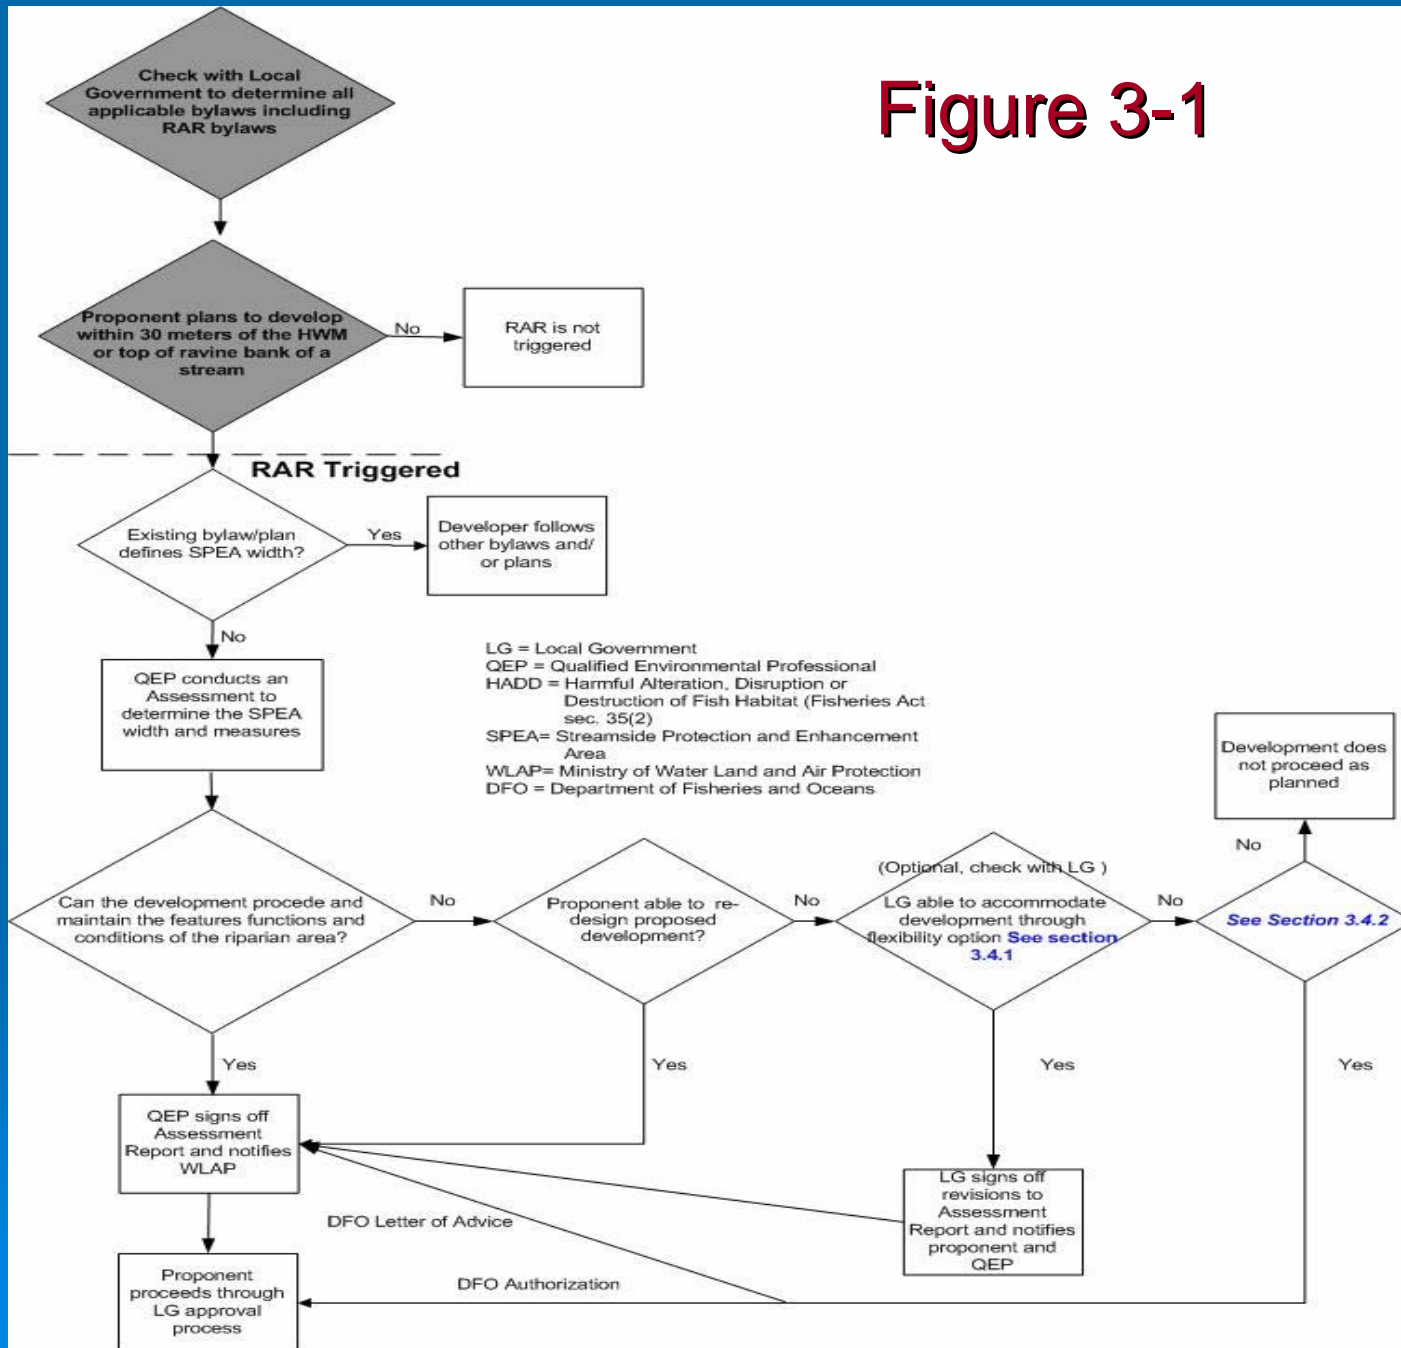 Figure 3-1
Check with Local
Government to determine all
applicable bylaws including
RAR bylaws
Proponent plans to develop
within 30 meters of the HWM
or top of ravine bank of a
stream
No
RAR is not
triggered
RAR Triggered
Existing bylaw/plan
defines SPEA width?
Yes
Developer follows
other bylaws and/
or plans
No
QEP conducts an
Assessment to
determine the SPEA
width and measures
LG = Local Government
QEP = Qualified Environmental Professional
HADD = Harmful Alteration, Disruption or
Destruction of Fish Habitat (Fisheries Act
sec. 35(2)
SPEA= Streamside Protection and Enhancement
Area
WLAP= Ministry of Water Land and Air Protection
DFO = Department of Fisheries and Oceans
Development does
not proceed as
planned
No
Can the development procede and
maintain the features functions and
conditions of the riparian area?
No
Proponent able to re-
design proposed
development?
No
(Optional, check with LG )
LG able to accommodate
development through
flexibility option See section
3.4.1
No
See Section 3.4.2
Yes
Yes
Yes
Yes
QEP signs off
Assessment
Report and notifies
WLAP
LG signs off
revisions to
Assessment
Report and notifies
proponent and
QEP
DFO Letter of Advice
DFO Authorization
Proponent
proceeds through
LG approval
process